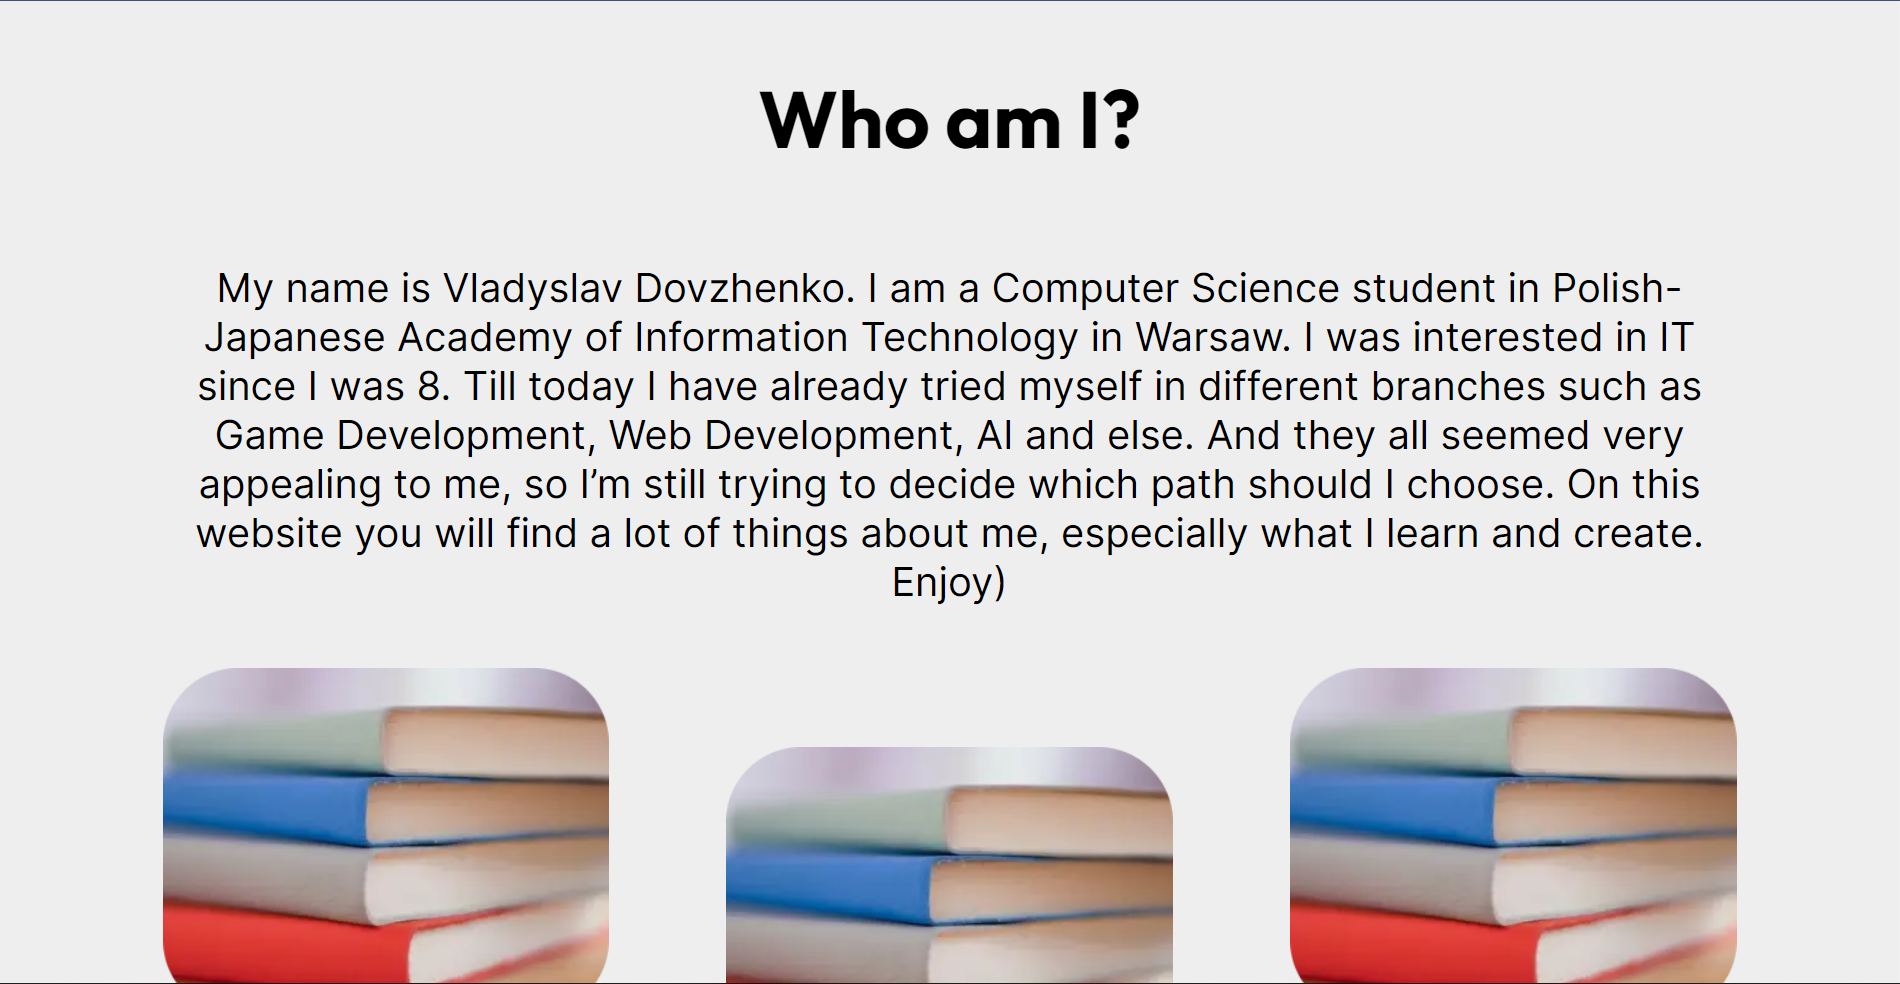 Who am I?
My name is Vladyslav Dovzhenko. I am a Computer Science student in Polish-
Japanese Academy of Information Technology in Warsaw. I was interested in IT
since I was 8. Till today I have already tried myself in different branches such as
Game Development, Web Development, AI and else. And they all seemed very
appealing to me, so I’m still trying to decide which path should I choose. On this
website you will find a lot of things about me, especially what I learn and create.
Enjoy)